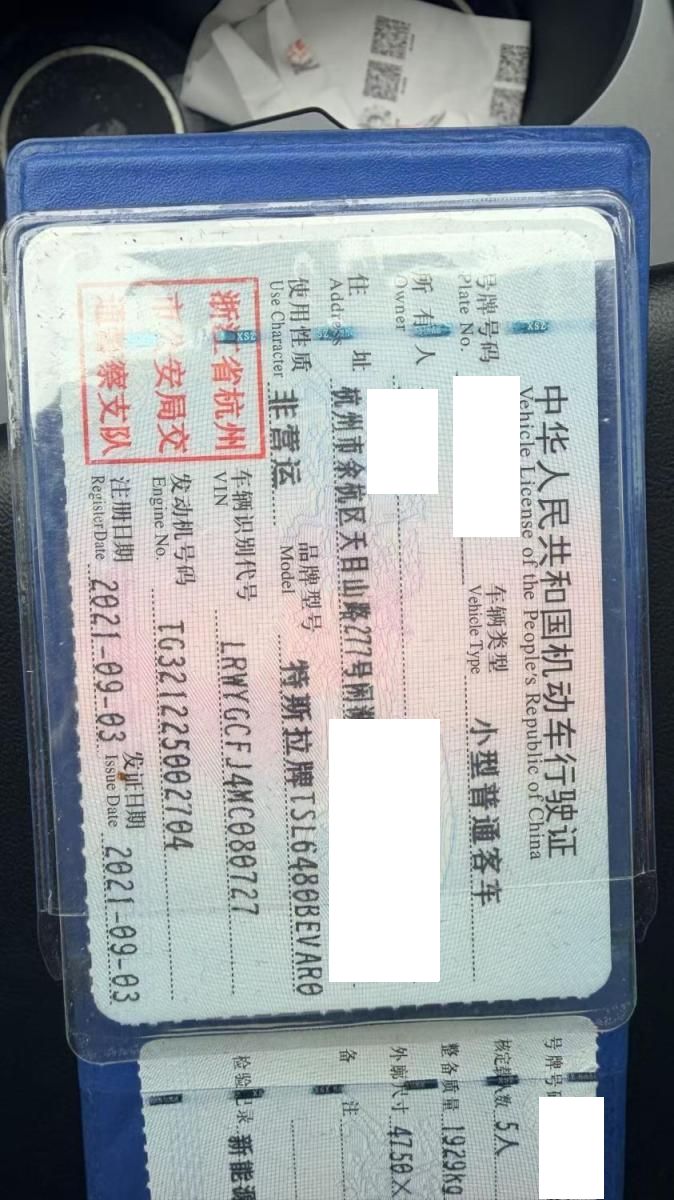 中华人民共和国机动车行驶证
Vehicle License of the People's Republic of China
号牌号码
Plate No.
车辆类型 小型普通客车
Vehicle Type
所有人
Owner
住址 杭州市余杭区天目山路277号闲
Address
使用性质 非营运
Use Character
品牌型号 特斯拉牌TSL6480BEVAR0
Model
浙江省杭州
市公安局交
通警察支队
车辆识别代号 LRWYGCFJ4MC080727
VIN
发动机号码 TG321225002704
Engine No.
注册日期 2021-09-03
Register Date
发证日期 2021-09-03
Issue Date
号牌号
核定载人数 5人
整备质量 1929kg
外廓尺寸 4750×
备注
检验记录 新能源